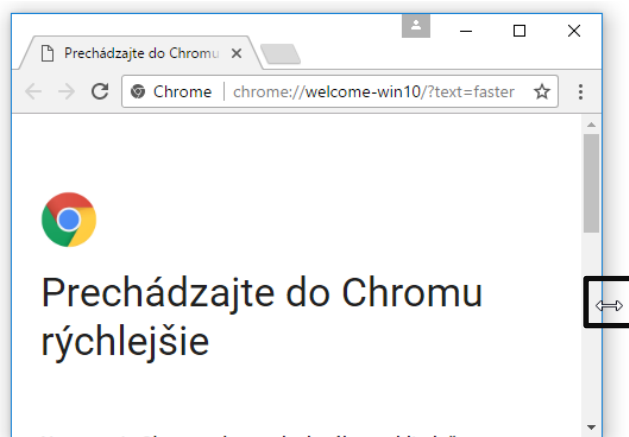 Prechádzajte do Chromu
Chrome | chrome://welcome-win10/?text=faster
Prechádzajte do Chromu
rýchlejšie